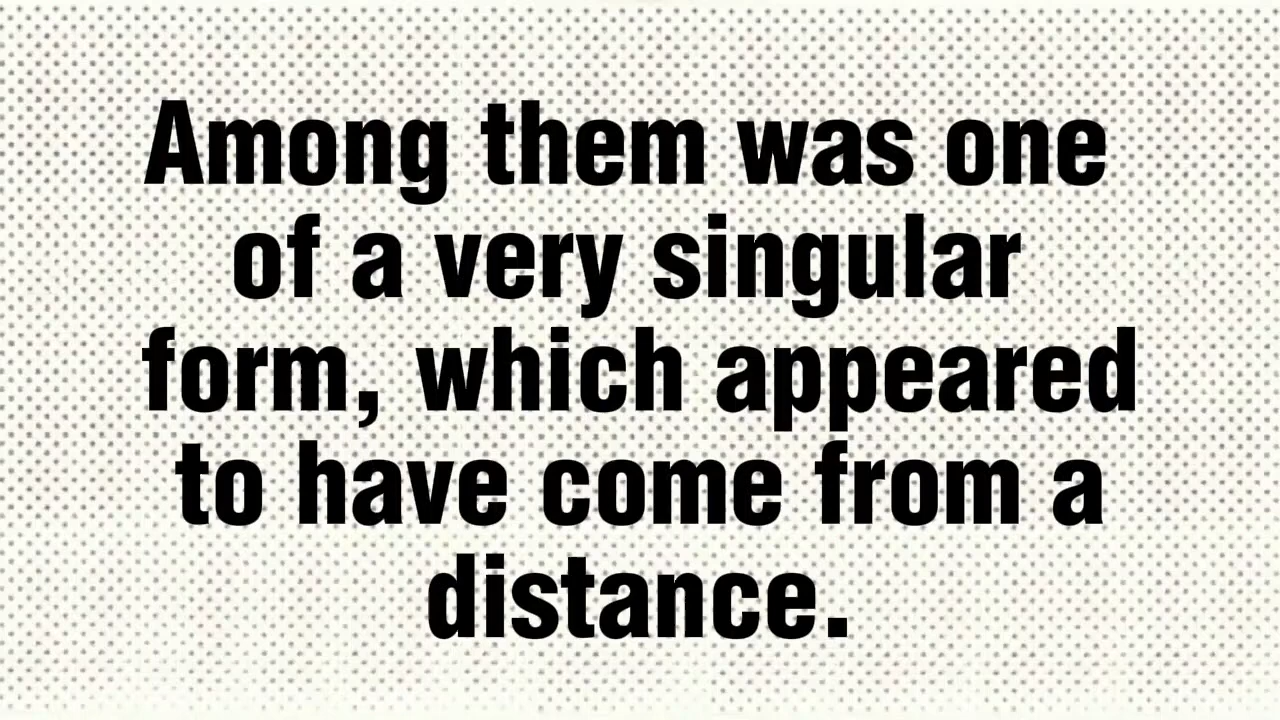 Among them was one
of a very singular
form, which appeared
to have come from a
distance.